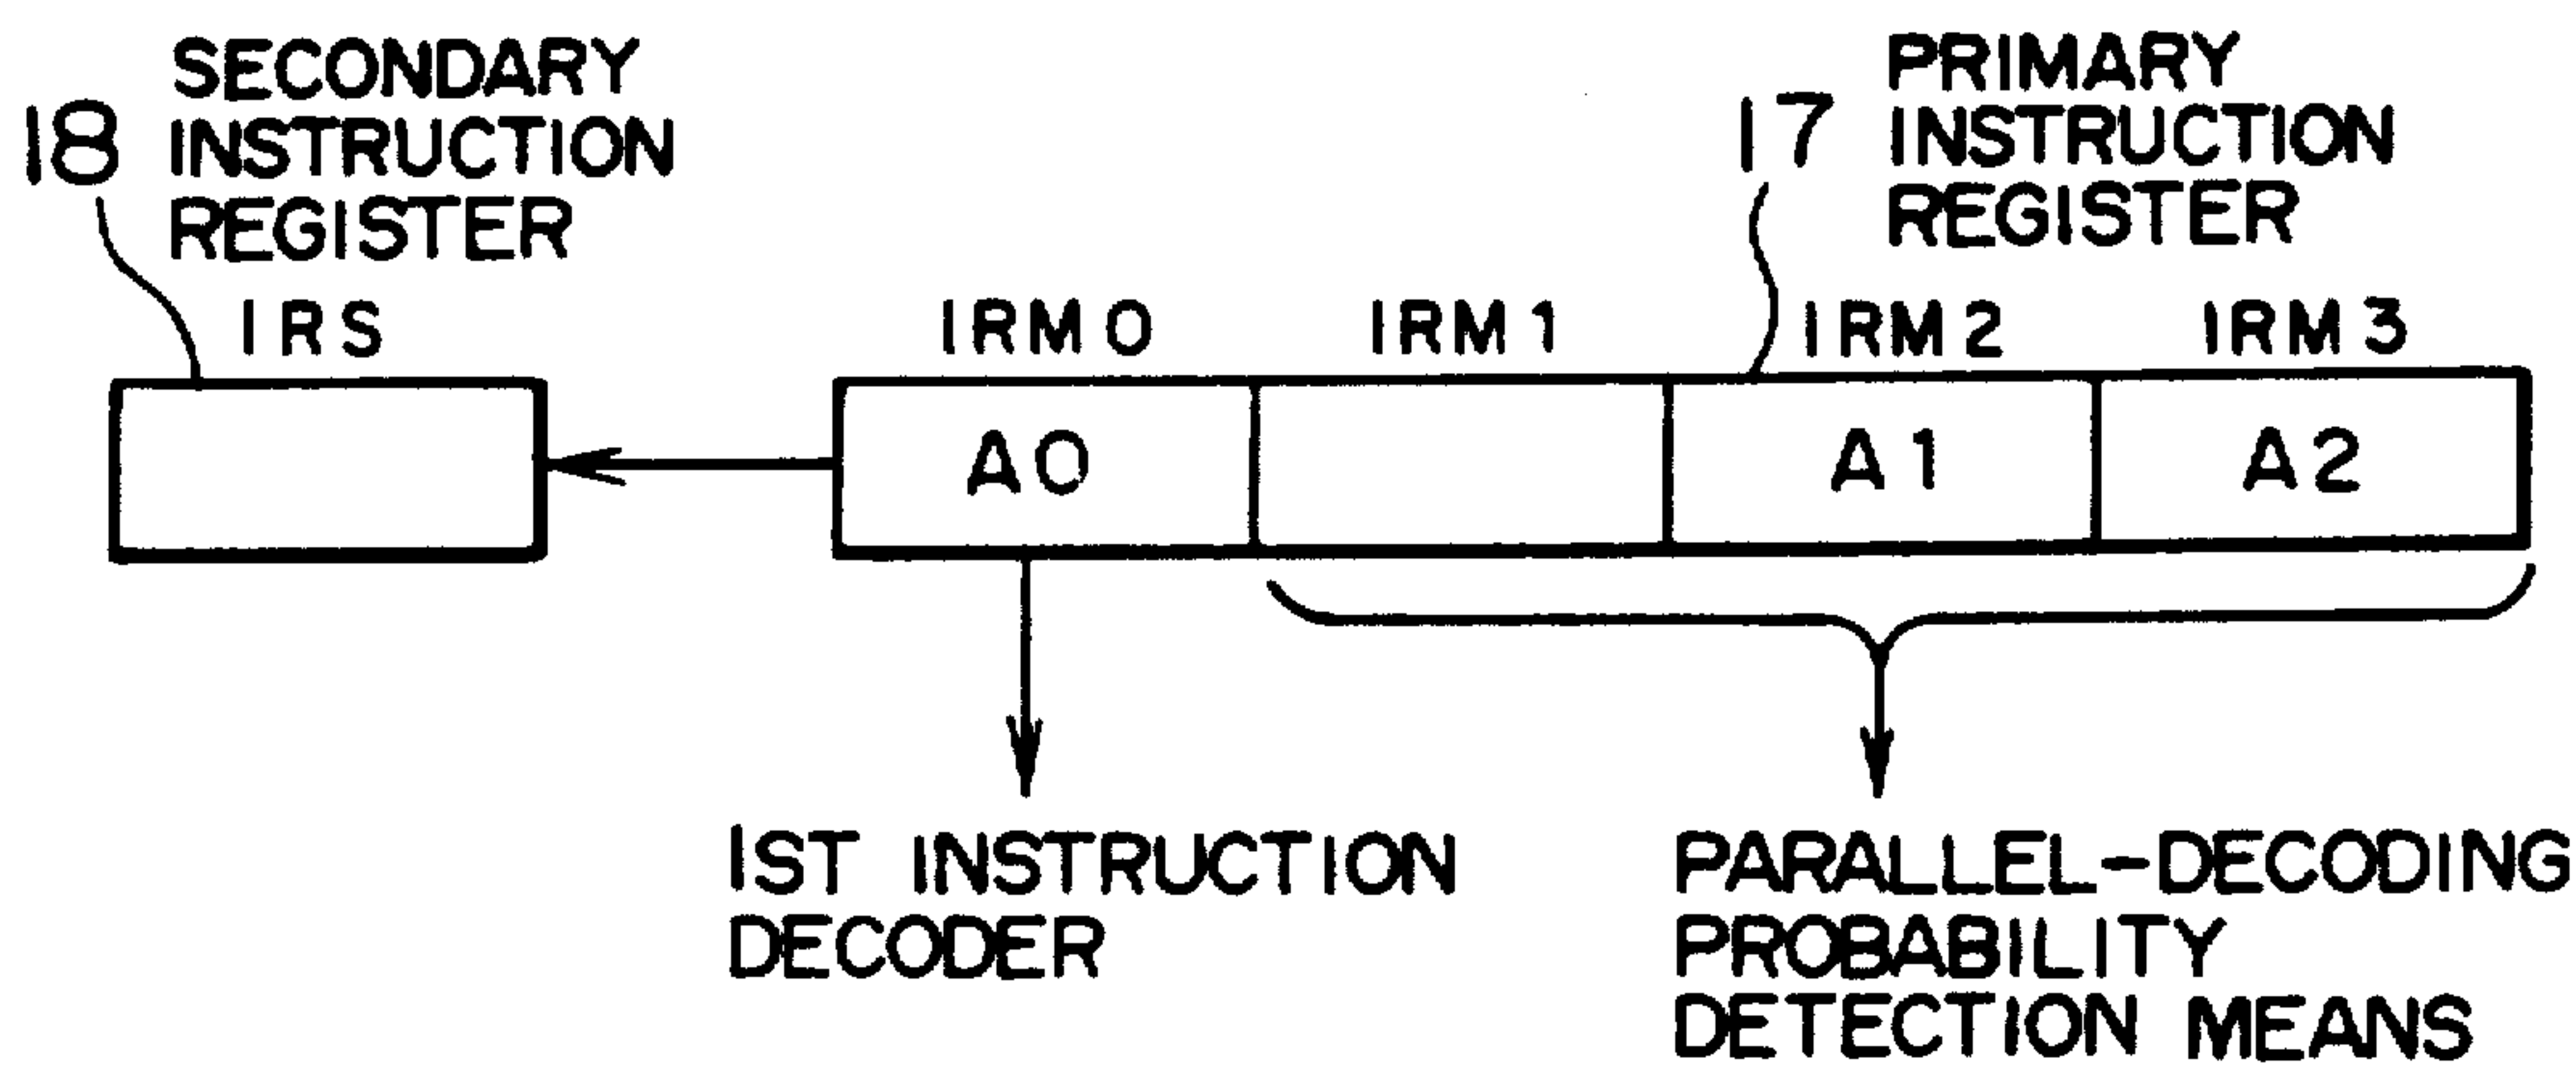 18
SECONDARY
INSTRUCTION
REGISTER
17
PRIMARY
INSTRUCTION
REGISTER
IRS
IRM0
IRM1
IRM2
IRM3
A0
A1
A2
1ST INSTRUCTION
DECODER
PARALLEL-DECODING
PROBABILITY
DETECTION MEANS